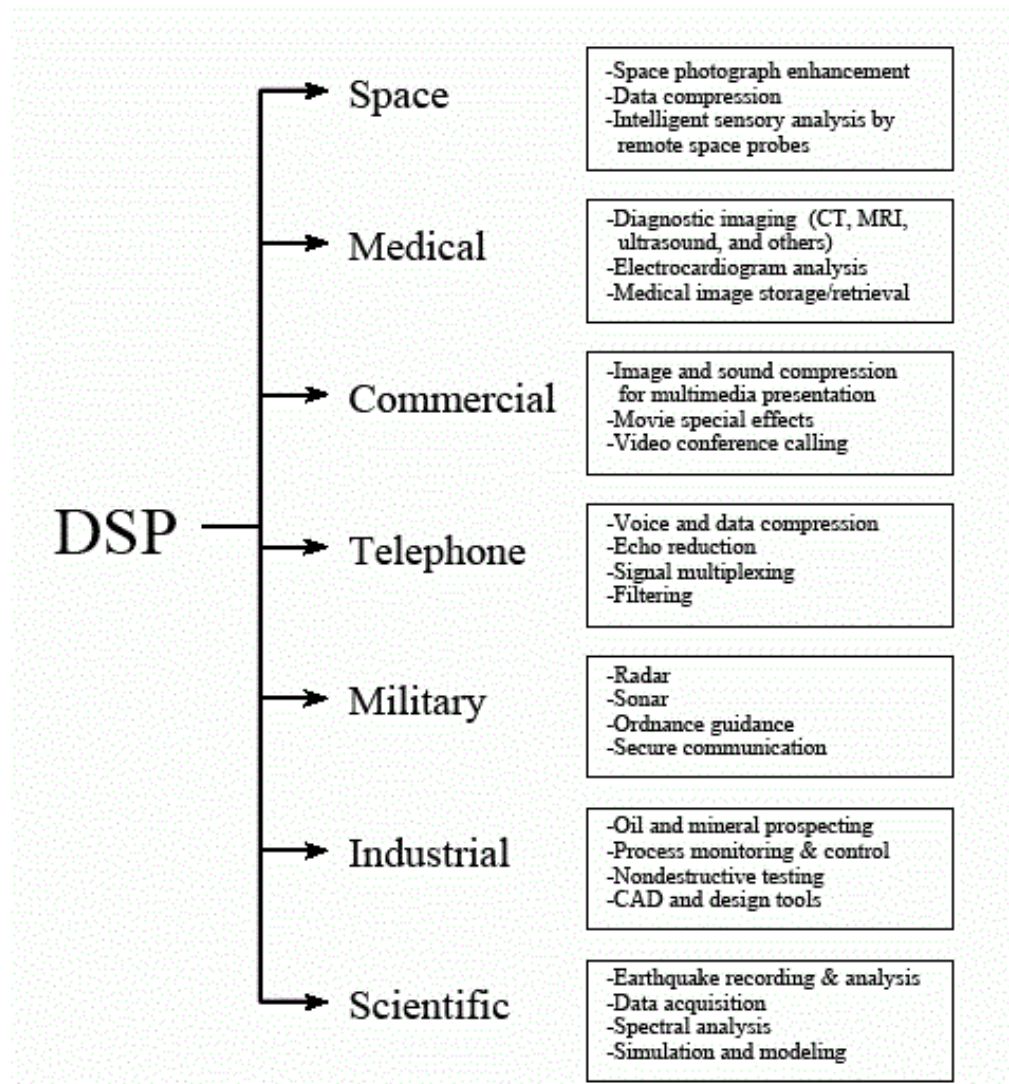 Space
-Space photograph enhancement
-Data compression
-Intelligent sensory analysis by
remote space probes
Medical
-Diagnostic imaging (CT, MRI,
ultrasound, and others)
-Electrocardiogram analysis
-Medical image storage/retrieval
Commercial
-Image and sound compression
for multimedia presentation
-Movie special effects
-Video conference calling
DSP
Telephone
-Voice and data compression
-Echo reduction
-Signal multiplexing
-Filtering
Military
-Radar
-Sonar
-Ordnance guidance
-Secure communication
Industrial
-Oil and mineral prospecting
-Process monitoring & control
-Nondestructive testing
-CAD and design tools
Scientific
-Earthquake recording & analysis
-Data acquisition
-Spectral analysis
-Simulation and modeling